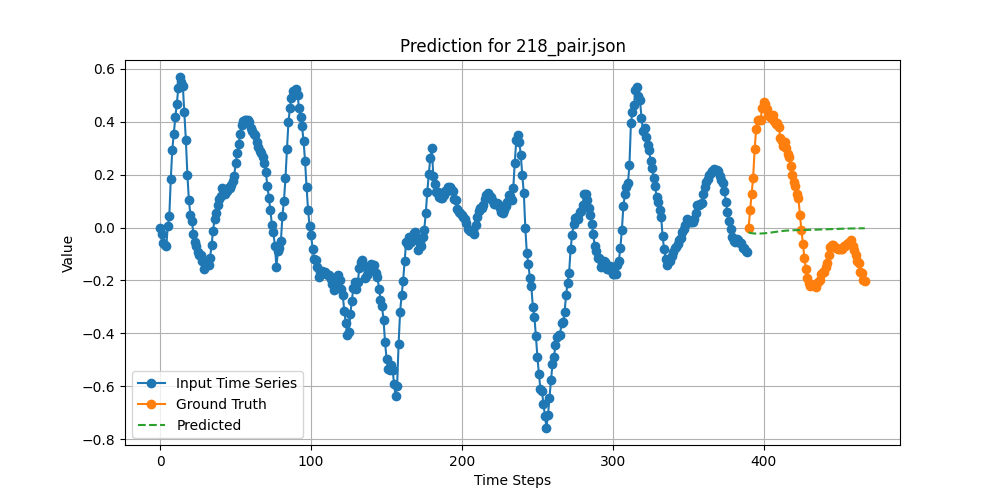 Prediction for 218_pair.json
0.6
0.4
0.2
0.0
−0.2
−0.4
−0.6
−0.8
Value
Input Time Series
Ground Truth
Predicted
0 100 200 300 400
Time Steps